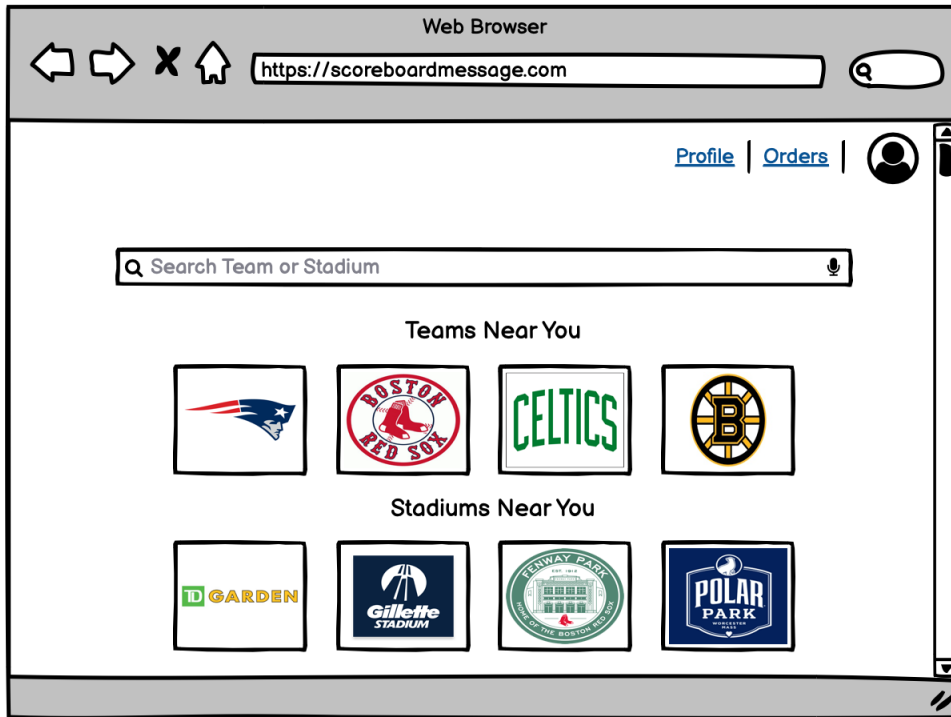 Web Browser
https://scoreboardmessage.com
Profile | Orders |
Search Team or Stadium
Teams Near You
BOSTON
RED SOX
CELTICS
B
Stadiums Near You
TD GARDEN
Gillette
STADIUM
FENWAY PARK
EST. 1912
HOME OF THE BOSTON RED SOX
POLAR
PARK
WORCESTER
MASS